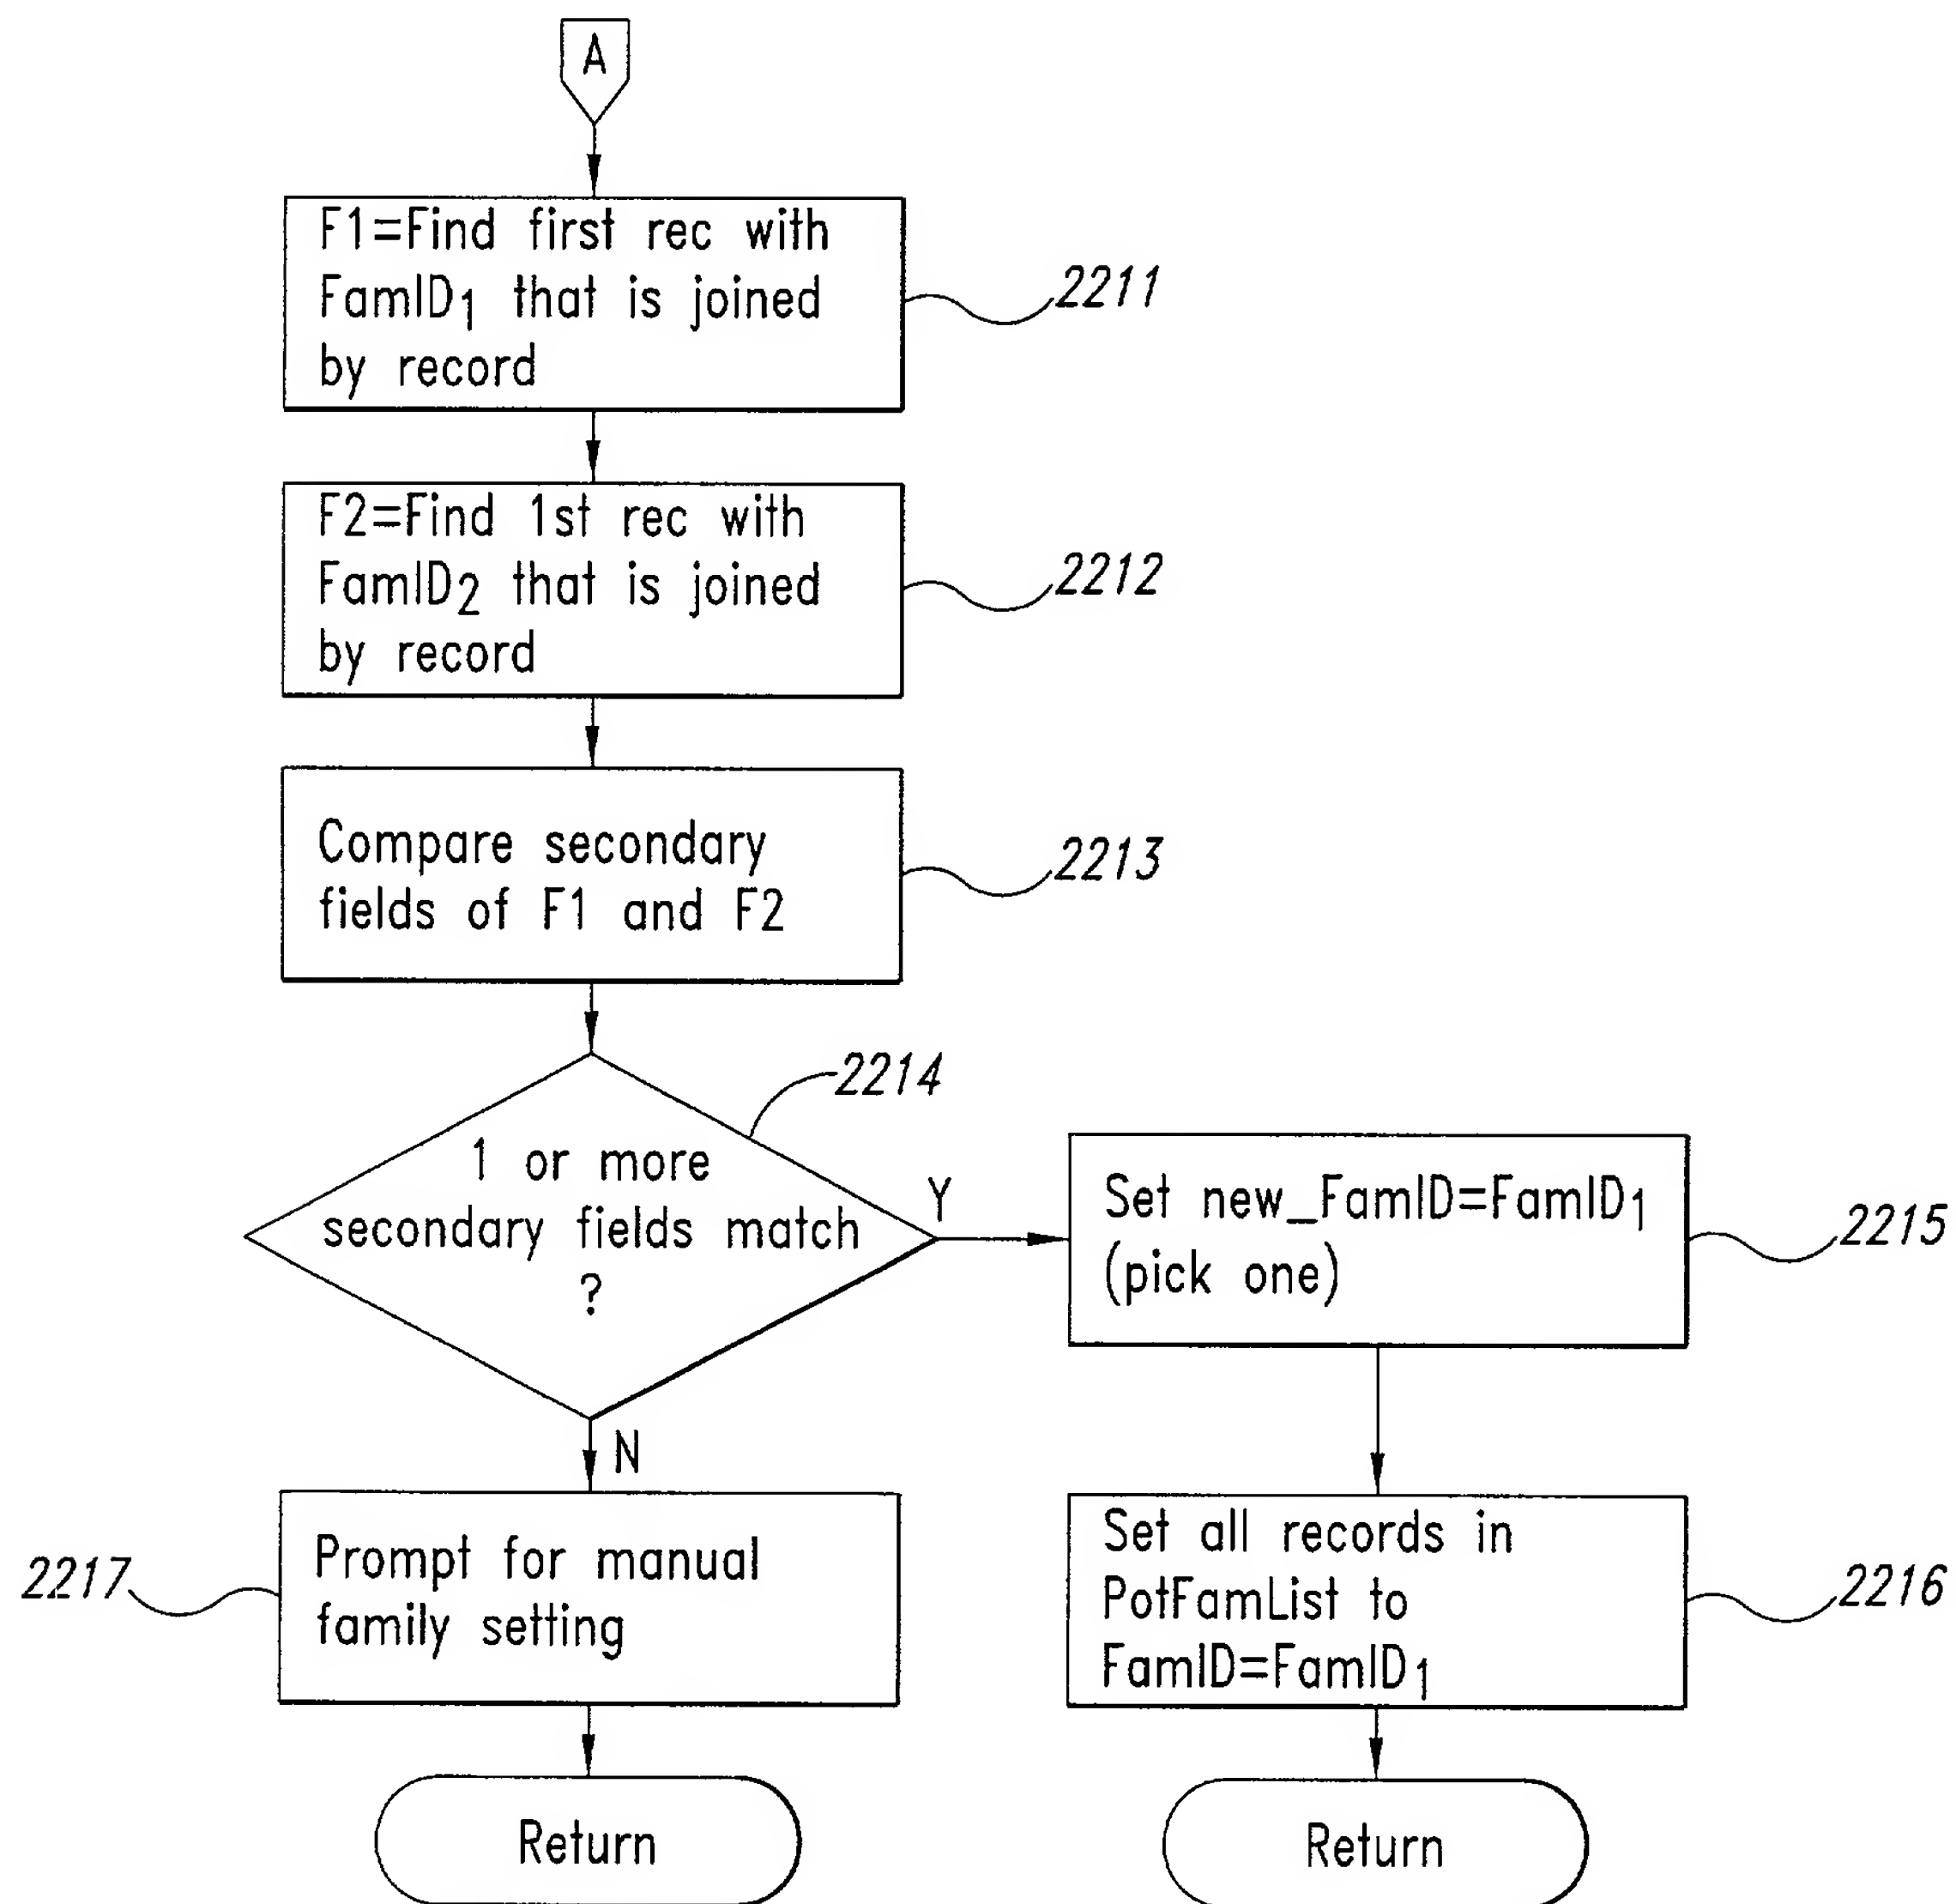 A
F1=Find first rec with
FamID1 that is joined
by record
2211
F2=Find 1st rec with
FamID2 that is joined
by record
2212
Compare secondary
fields of F1 and F2
2213
2214
1 or more
secondary fields match
?
Y
N
Set new_FamID=FamID1
(pick one)
2215
Set all records in
PotFamList to
FamID=FamID1
2216
2217
Prompt for manual
family setting
Return
Return